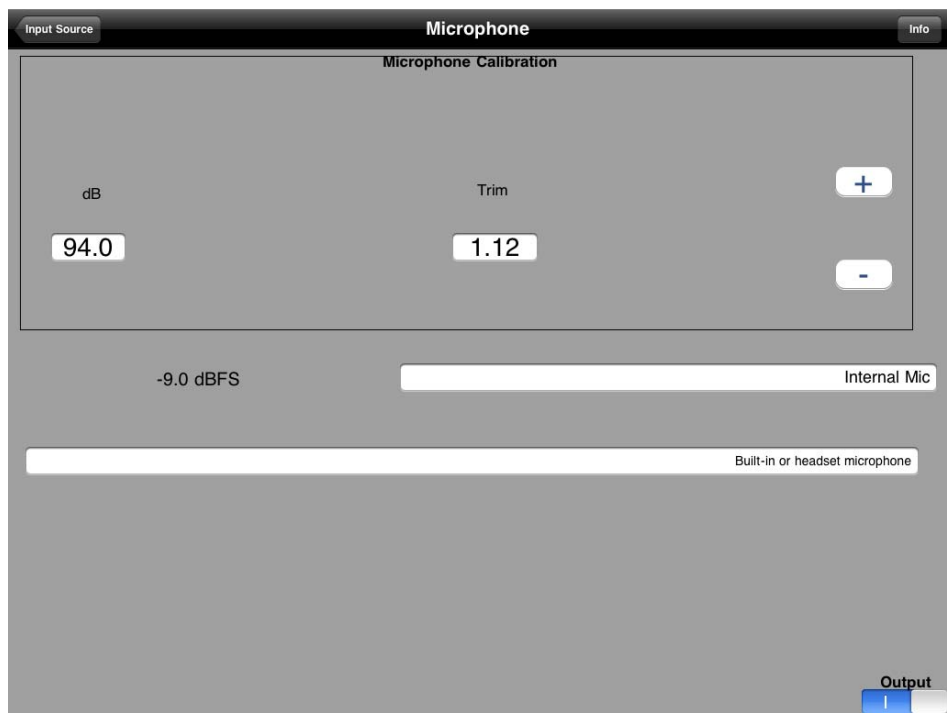 Input Source
Microphone
Info
Microphone Calibration
dB
Trim
+
94.0
1.12
-
-9.0 dBFS
Internal Mic
Built-in or headset microphone
Output
I